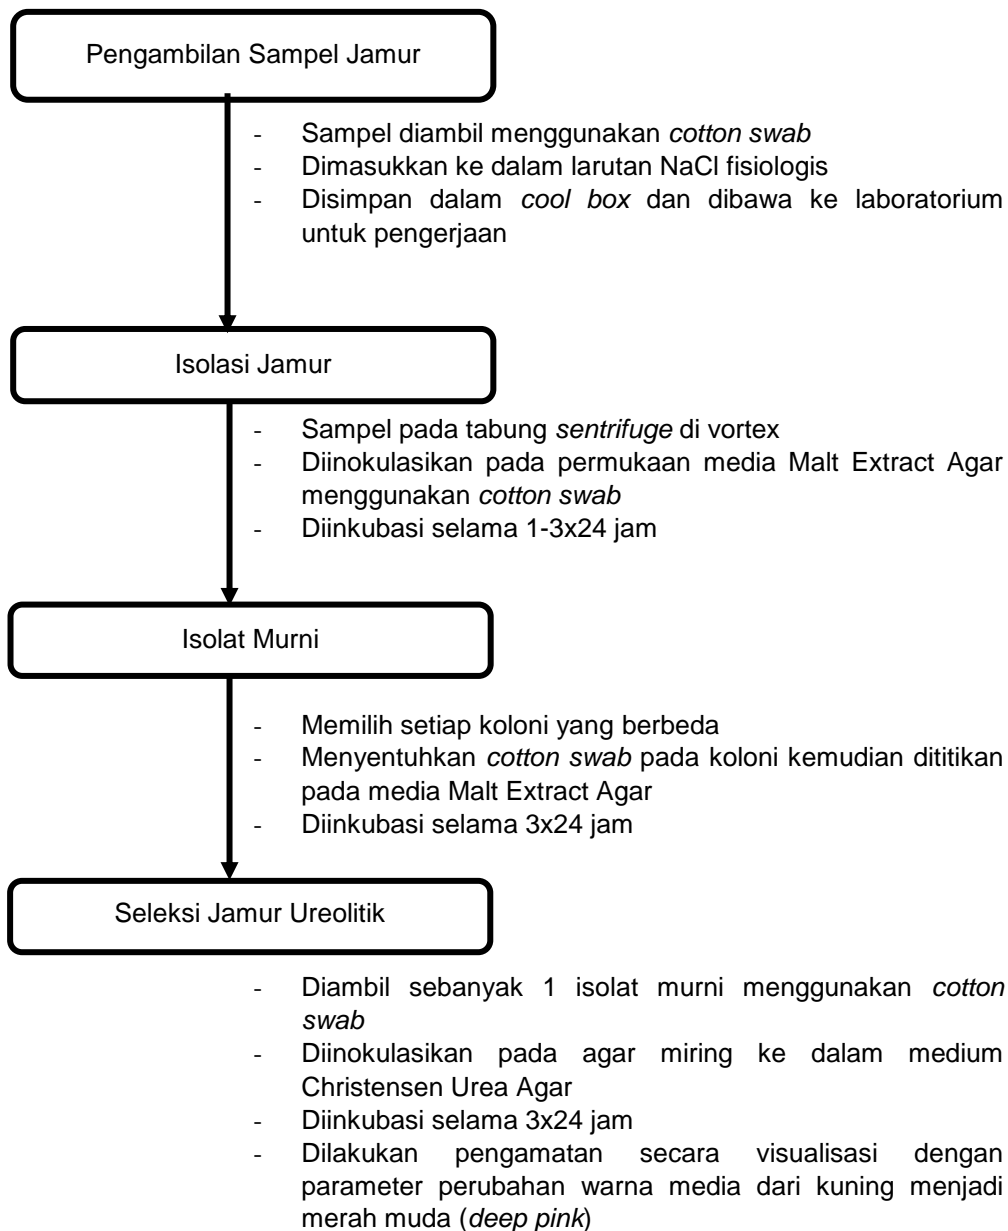 Pengambilan Sampel Jamur
- Sampel diambil menggunakan cotton swab
- Dimasukkan ke dalam larutan NaCl fisiologis
- Disimpan dalam cool box dan dibawa ke laboratorium
untuk pengerjaan
Isolasi Jamur
- Sampel pada tabung sentrifuge di vortex
- Diinokulasikan pada permukaan media Malt Extract Agar
menggunakan cotton swab
- Diinkubasi selama 1-3x24 jam
Isolat Murni
- Memilih setiap koloni yang berbeda
- Menyentuhkan cotton swab pada koloni kemudian dititikan
pada media Malt Extract Agar
- Diinkubasi selama 3x24 jam
Seleksi Jamur Ureolitik
- Diambil sebanyak 1 isolat murni menggunakan cotton
swab
- Diinokulasikan pada agar miring ke dalam medium
Christensen Urea Agar
- Diinkubasi selama 3x24 jam
- Dilakukan pengamatan secara visualisasi dengan
parameter perubahan warna media dari kuning menjadi
merah muda (deep pink)